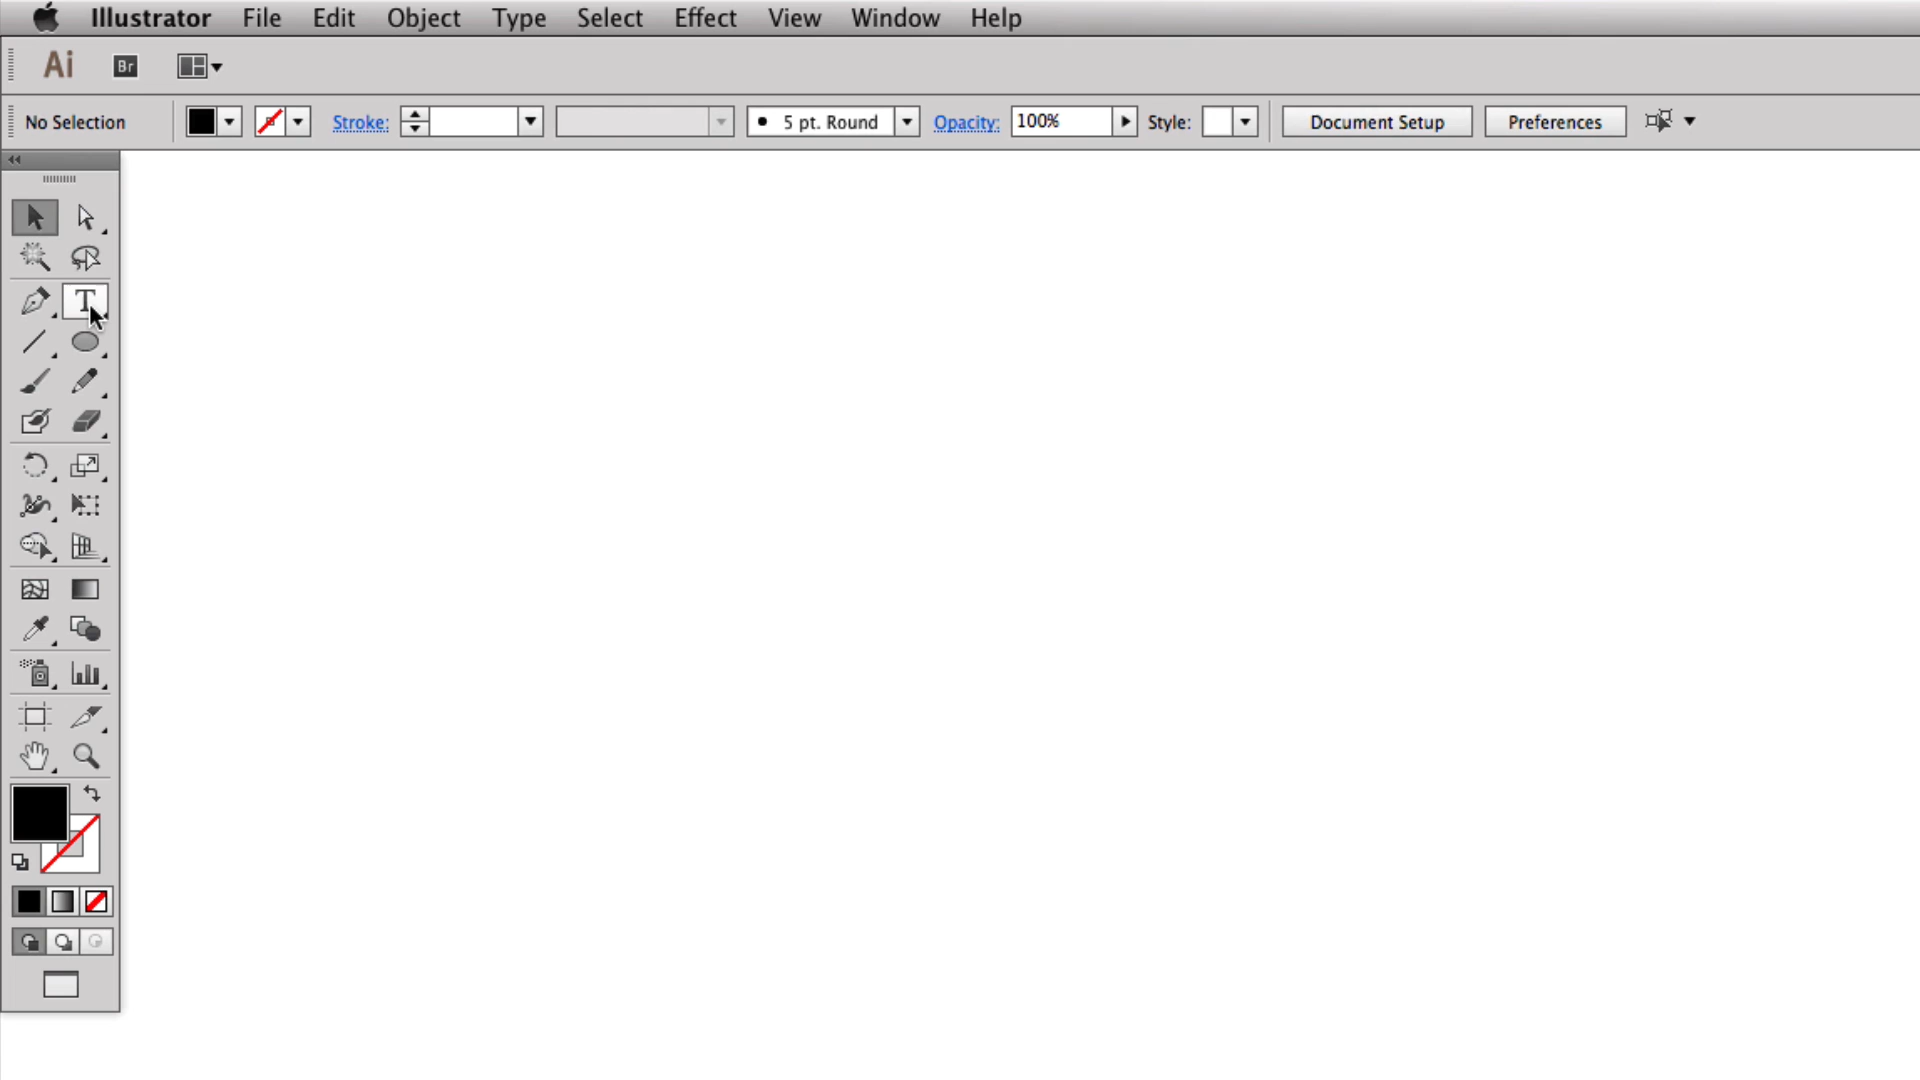 Illustrator File Edit Object Type Select Effect View Window Help
Ai Br
No Selection Stroke: 5 pt. Round Opacity: 100% Style: Document Setup Preferences
T